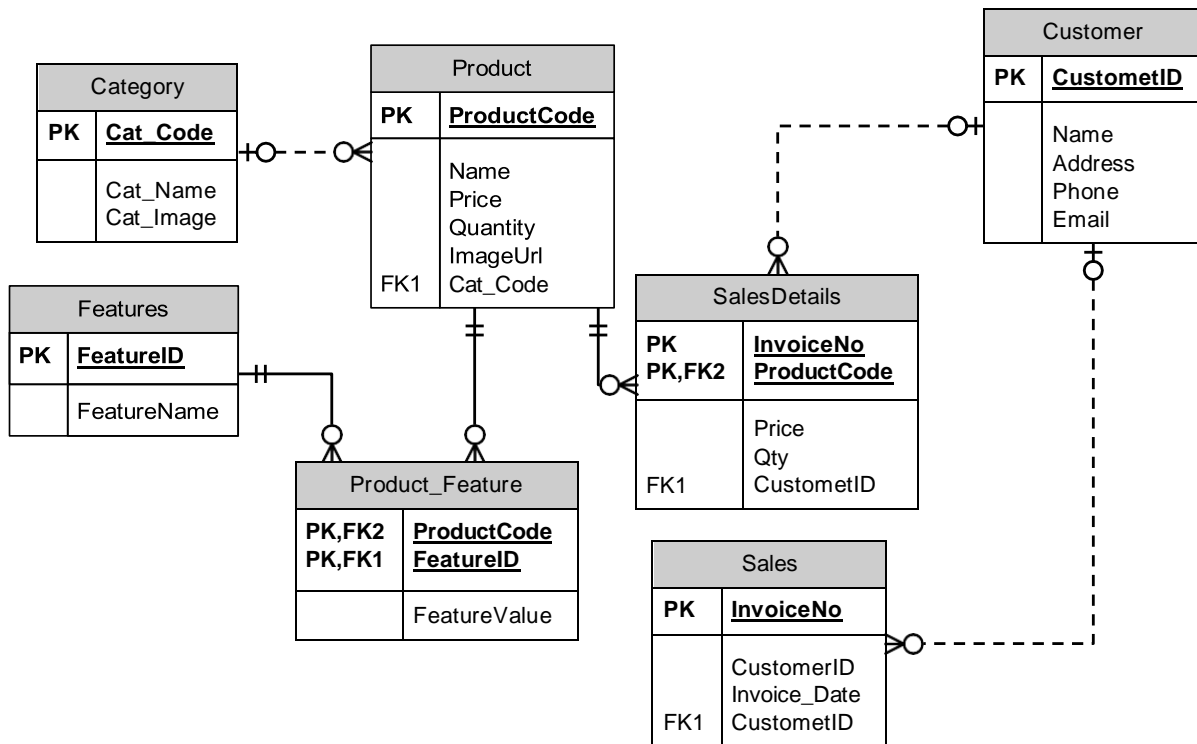 Category
PK Cat_Code
Cat_Name
Cat_Image
Product
PK ProductCode
Name
Price
Quantity
ImageUrl
FK1 Cat_Code
Customer
PK CustometID
Name
Address
Phone
Email
Features
PK FeatureID
FeatureName
SalesDetails
PK InvoiceNo
PK,FK2 ProductCode
Price
Qty
FK1 CustometID
Product_Feature
PK,FK2 ProductCode
PK,FK1 FeatureID
FeatureValue
Sales
PK InvoiceNo
CustomerID
Invoice_Date
FK1 CustometID